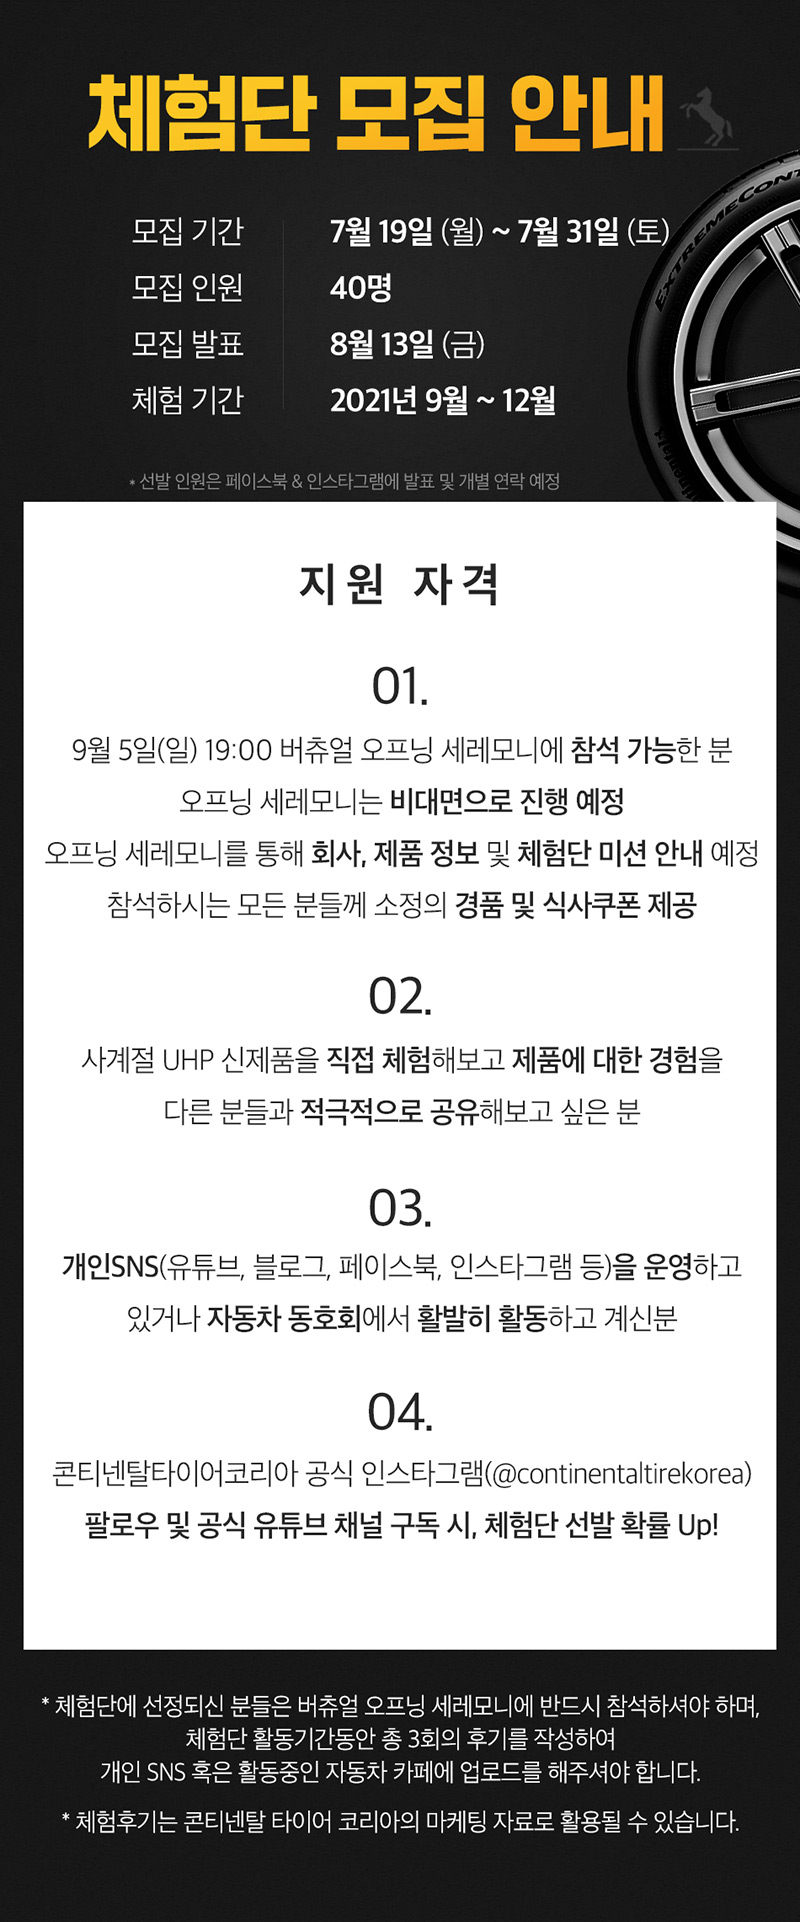 체험단 모집 안내
모집 기간 7월 19일 (월) ~ 7월 31일 (토)
모집 인원 40명
모집 발표 8월 13일 (금)
체험 기간 2021년 9월 ~ 12월
EXTREMECONT
Continental
* 선발 인원은 페이스북 & 인스타그램에 발표 및 개별 연락 예정
지원 자격
01.
9월 5일(일) 19:00 버츄얼 오프닝 세레모니에 참석 가능한 분
오프닝 세레모니는 비대면으로 진행 예정
오프닝 세레모니를 통해 회사, 제품 정보 및 체험단 미션 안내 예정
참석하시는 모든 분들께 소정의 경품 및 식사쿠폰 제공
02.
사계절 UHP 신제품을 직접 체험해보고 제품에 대한 경험을
다른 분들과 적극적으로 공유해보고 싶은 분
03.
개인SNS(유튜브, 블로그, 페이스북, 인스타그램 등)을 운영하고
있거나 자동차 동호회에서 활발히 활동하고 계신분
04.
콘티넨탈타이어코리아 공식 인스타그램(@continentaltirekorea)
팔로우 및 공식 유튜브 채널 구독 시, 체험단 선발 확률 Up!
* 체험단에 선정되신 분들은 버츄얼 오프닝 세레모니에 반드시 참석하셔야 하며,
체험단 활동기간동안 총 3회의 후기를 작성하여
개인 SNS 혹은 활동중인 자동차 카페에 업로드를 해주셔야 합니다.
* 체험후기는 콘티넨탈 타이어 코리아의 마케팅 자료로 활용될 수 있습니다.